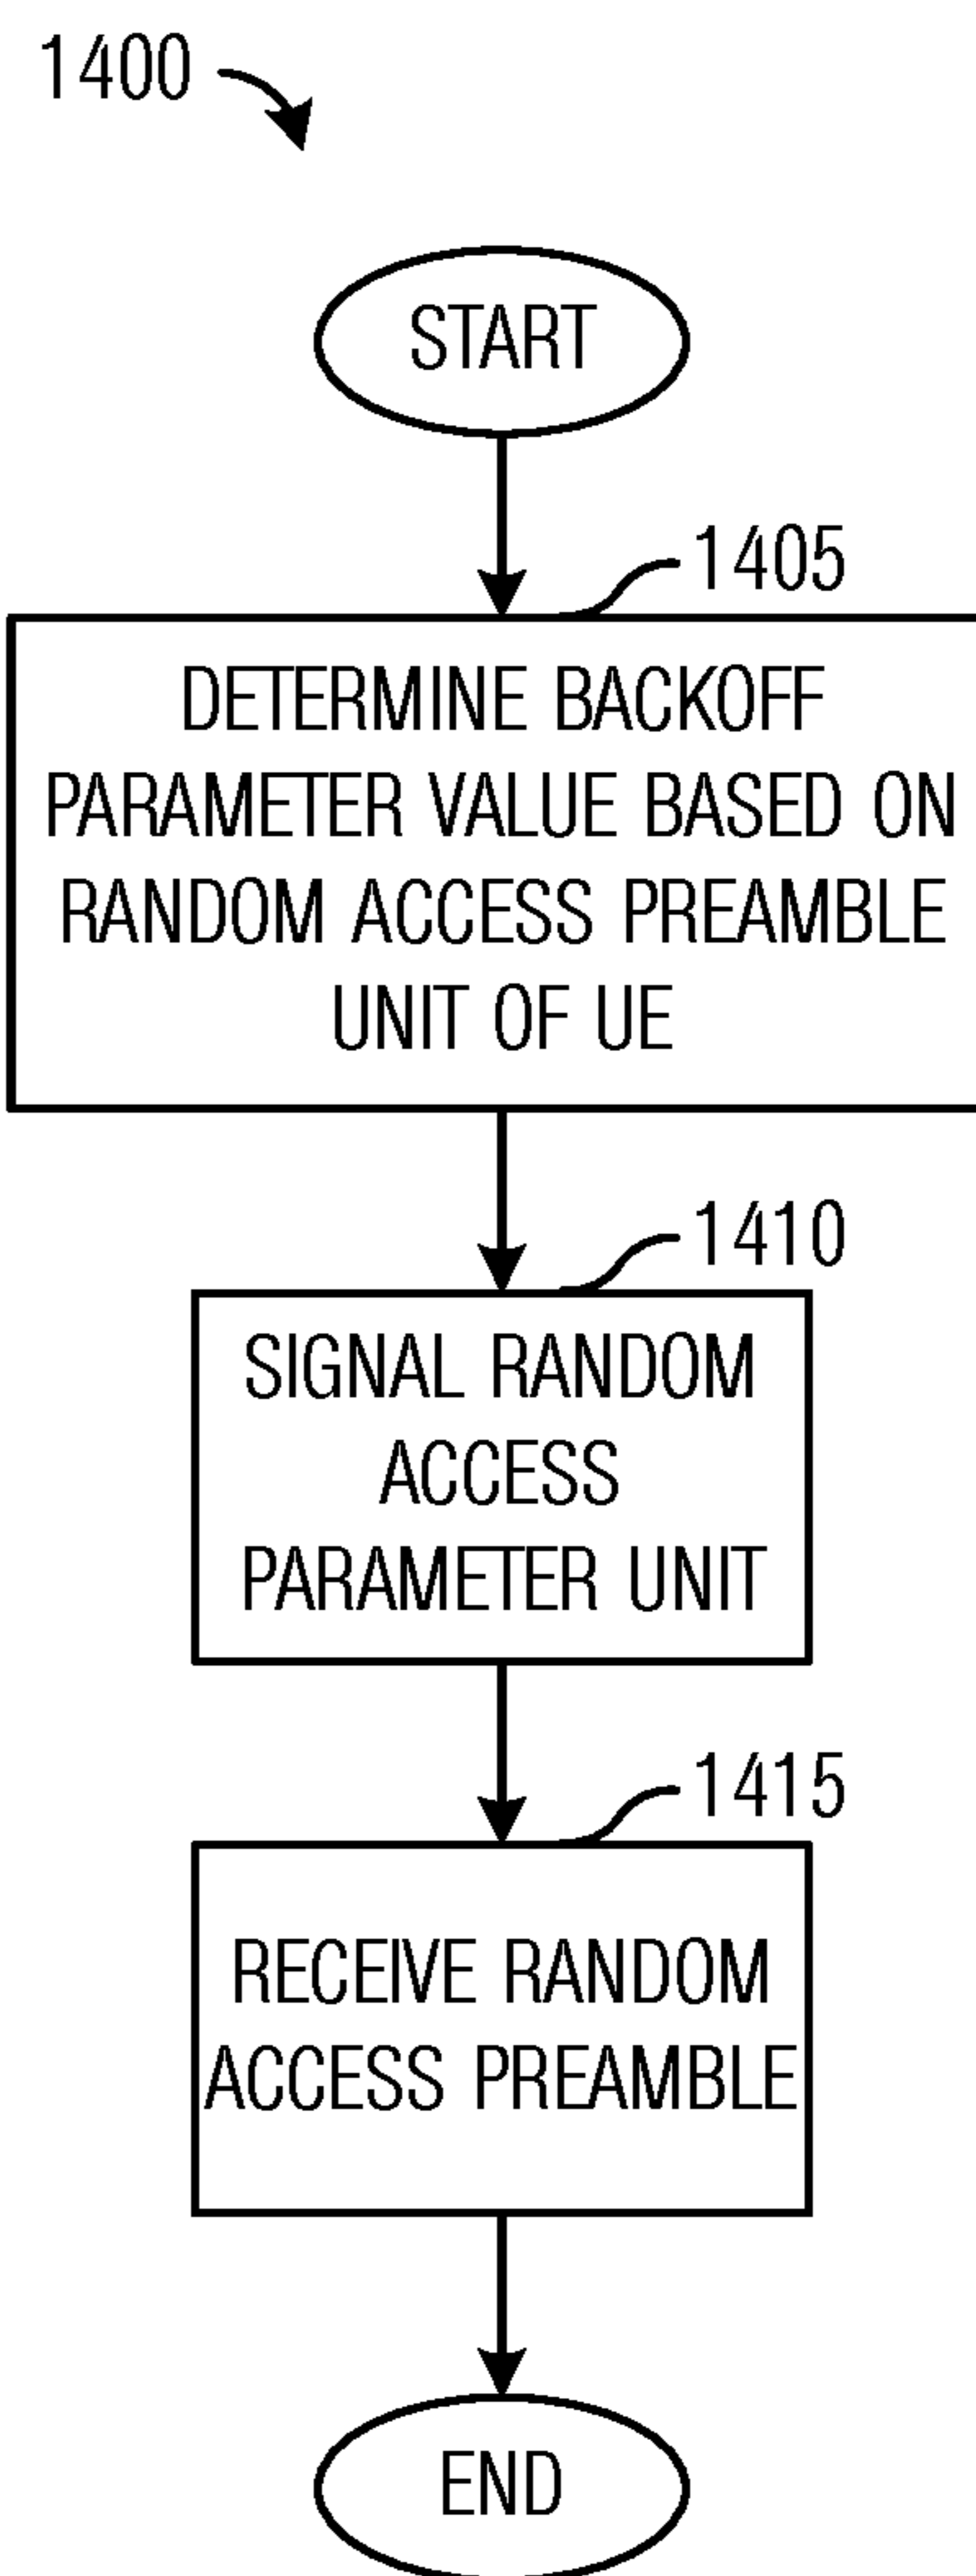 1400
START
1405
DETERMINE BACKOFF
PARAMETER VALUE BASED ON
RANDOM ACCESS PREAMBLE
UNIT OF UE
1410
SIGNAL RANDOM
ACCESS
PARAMETER UNIT
1415
RECEIVE RANDOM
ACCESS PREAMBLE
END